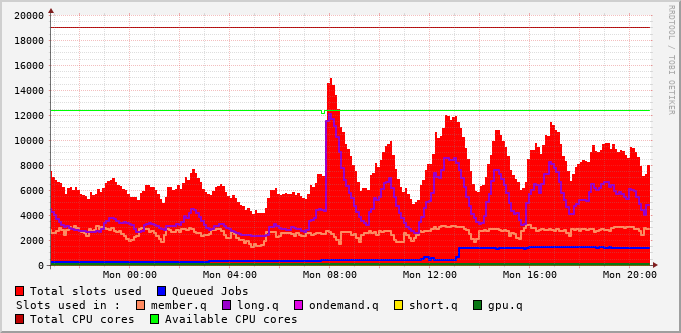 20000
18000
16000
14000
12000
10000
8000
6000
4000
2000
0
Mon 00:00 Mon 04:00 Mon 08:00 Mon 12:00 Mon 16:00 Mon 20:00
RRDTOOL / TOBI OETIKER
Total slots used Queued Jobs
Slots used in : member.q long.q ondemand.q short.q gpu.q
Total CPU cores Available CPU cores